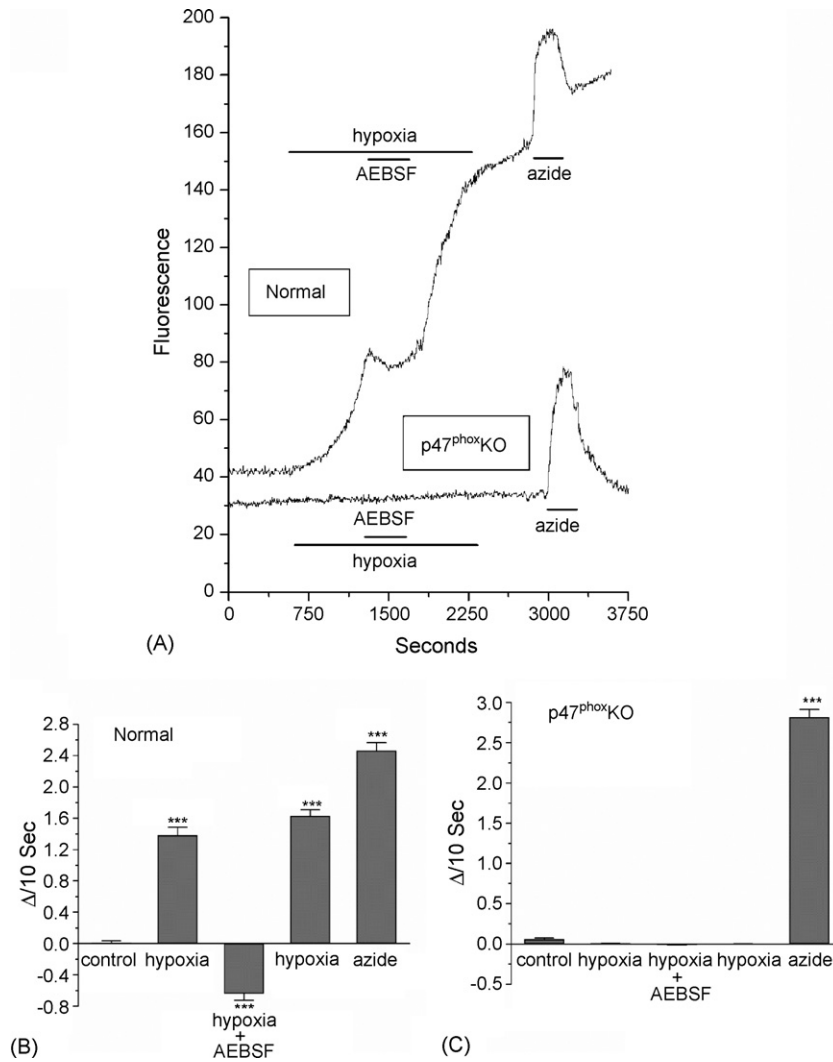 200
180
160
140
120
100
80
60
40
20
0
Fluorescence
hypoxia
AEBSF
azide
Normal
p47phoxKO
AEBSF
azide
hypoxia
0 750 1500 2250 3000 3750
Seconds
(A)
2.8
2.4
2.0
1.6
1.2
0.8
0.4
0.0
-0.4
-0.8
Δ/10 Sec
Normal
***
***
***
***
control hypoxia hypoxia azide
hypoxia
+
AEBSF
(B)
3.0
2.5
2.0
1.5
1.0
0.5
0.0
-0.5
Δ/10 Sec
p47phoxKO
***
control hypoxia hypoxia hypoxia azide
+
AEBSF
(C)